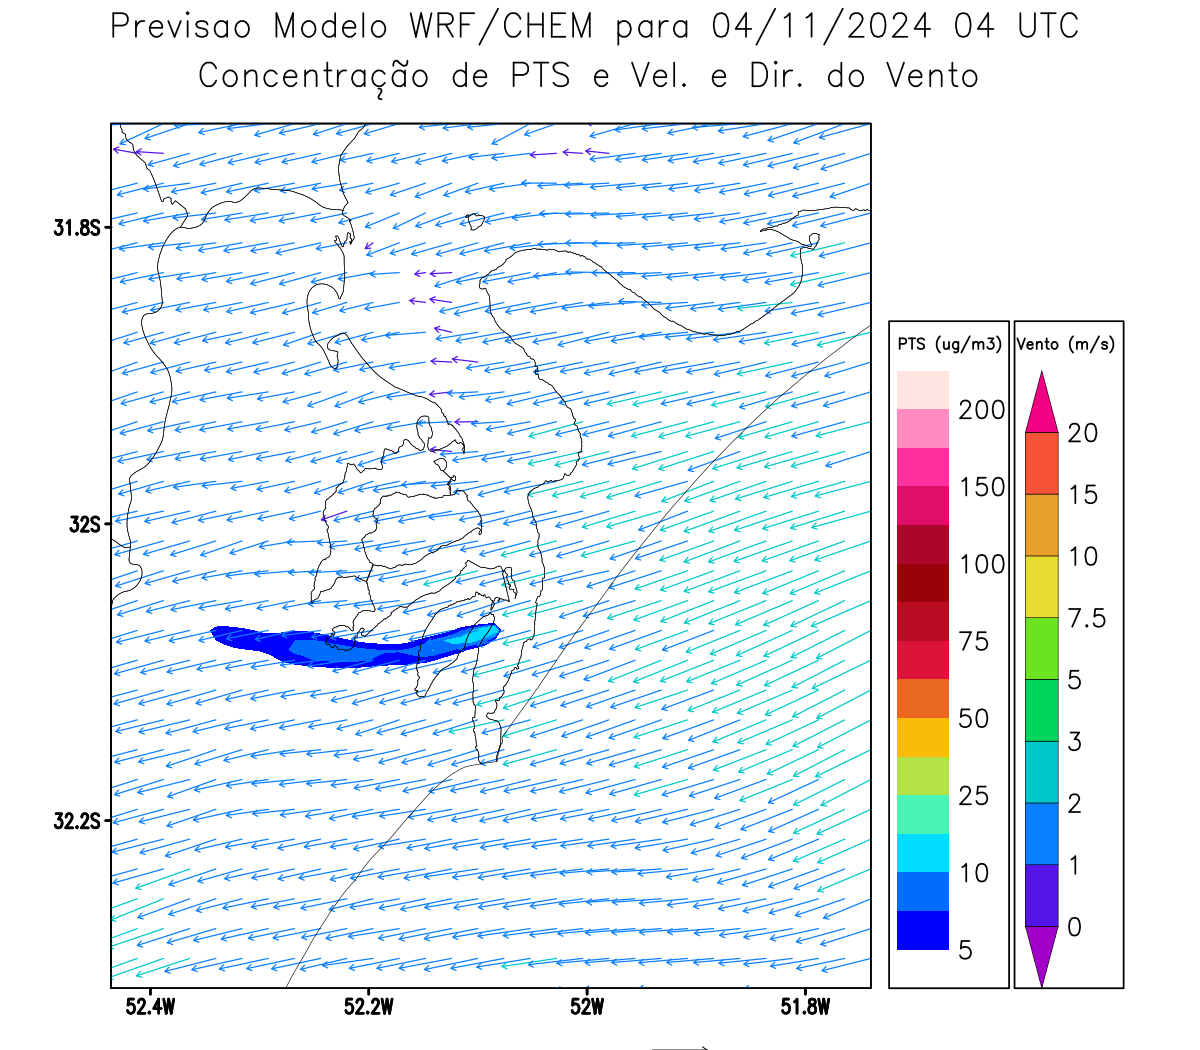 Previsao Modelo WRF/CHEM para 04/11/2024 04 UTC
Concentração de PTS e Vel. e Dir. do Vento
31.8S
32S
32.2S
52.4W 52.2W 52W 51.8W
PTS (ug/m3)
200
150
100
75
50
25
10
5
Vento (m/s)
20
15
10
7.5
5
3
2
1
0